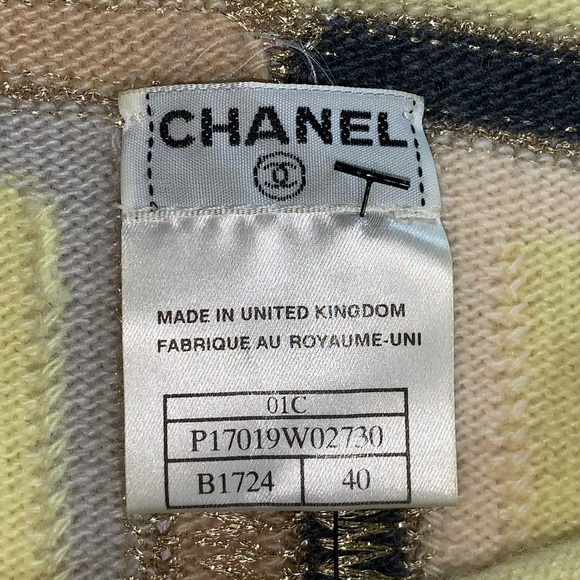 CHANEL
MADE IN UNITED KINGDOM
FABRIQUE AU ROYAUME-UNI
01C
P17019W02730
B1724 40